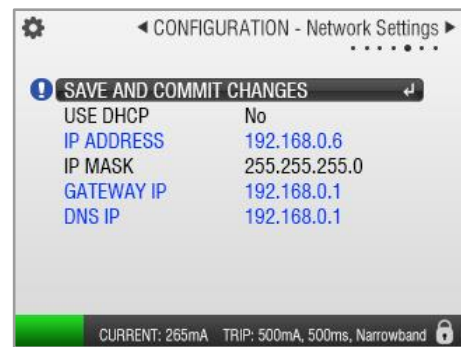 ◄ CONFIGURATION - Network Settings ►
SAVE AND COMMIT CHANGES ↵
USE DHCP No
IP ADDRESS 192.168.0.6
IP MASK 255.255.255.0
GATEWAY IP 192.168.0.1
DNS IP 192.168.0.1
CURRENT: 265mA TRIP: 500mA, 500ms, Narrowband